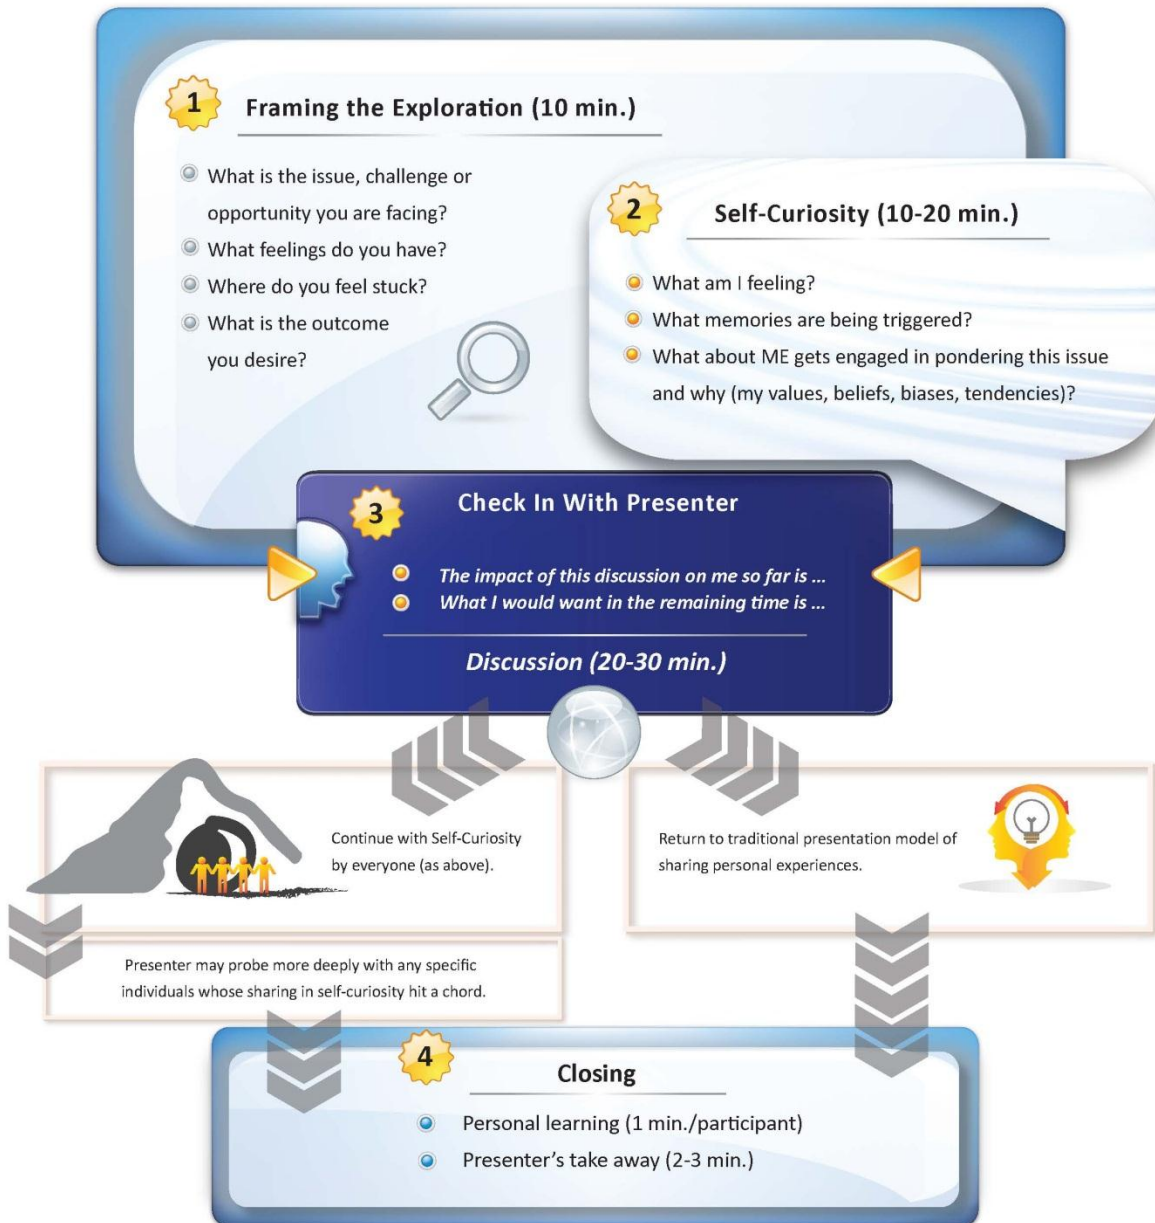 1
Framing the Exploration (10 min.)
What is the issue, challenge or
opportunity you are facing?
What feelings do you have?
Where do you feel stuck?
What is the outcome
you desire?
2
Self-Curiosity (10-20 min.)
What am I feeling?
What memories are being triggered?
What about ME gets engaged in pondering this issue
and why (my values, beliefs, biases, tendencies)?
3
Check In With Presenter
The impact of this discussion on me so far is ...
What I would want in the remaining time is ...
Discussion (20-30 min.)
Continue with Self-Curiosity
by everyone (as above).
Return to traditional presentation model of
sharing personal experiences.
Presenter may probe more deeply with any specific
individuals whose sharing in self-curiosity hit a chord.
4
Closing
Personal learning (1 min./participant)
Presenter's take away (2-3 min.)